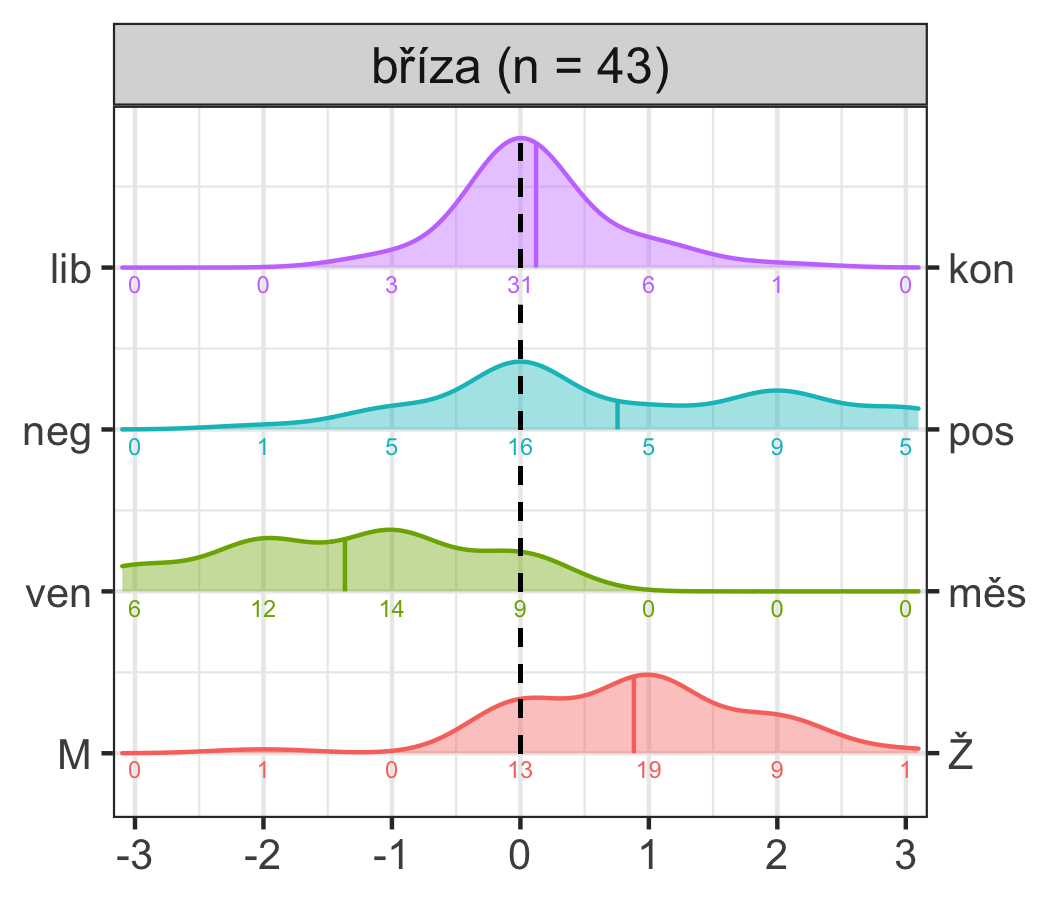 bříza (n = 43)
lib kon
0 0 3 31 6 1 0
neg pos
0 1 5 16 5 9 5
ven měs
6 12 14 9 0 0 0
M Ž
0 1 0 13 19 9 1
-3 -2 -1 0 1 2 3